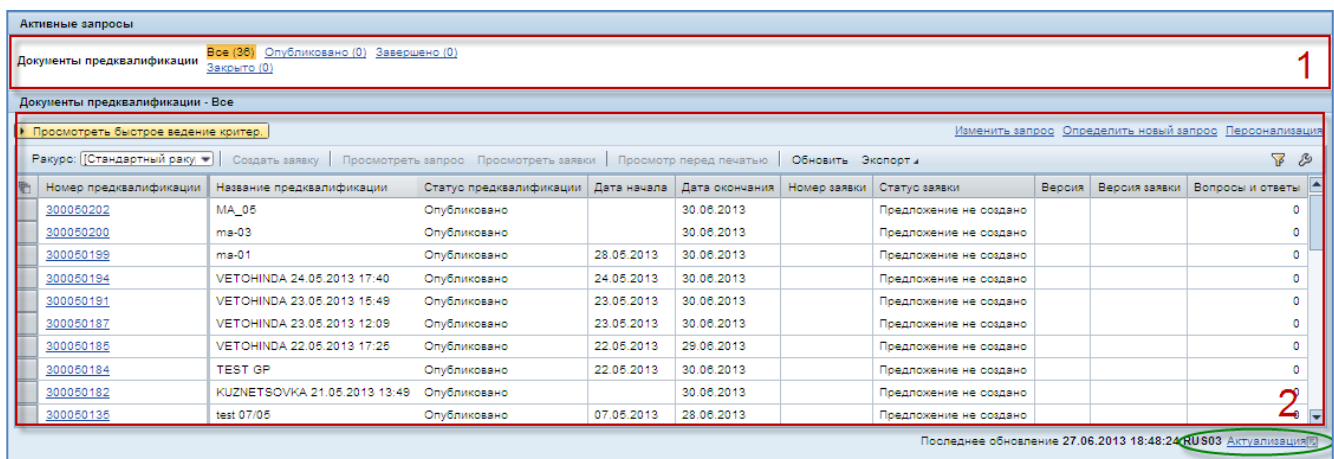 Активные запросы
Документы предквалификации Все (36) Опубликовано (0) Завершено (0)
Закрыто (0)
1
Документы предквалификации - Все
Просмотреть быстрое ведение критер. Изменить запрос Определить новый запрос Персонализация
Ракурс: [Стандартный раку Создать заявку Просмотреть запрос Просмотреть заявки Просмотр перед печатью Обновить Экспорт
Номер предквалификации Название предквалификации Статус предквалификации Дата начала Дата окончания Номер заявки Статус заявки Версия Версия заявки Вопросы и ответы
300050202 MA_05 Опубликовано 30.06.2013 Предложение не создано 0
300050200 ma-03 Опубликовано 30.06.2013 Предложение не создано 0
300050199 ma-01 Опубликовано 28.05.2013 30.06.2013 Предложение не создано 0
300050194 VETOHINDA 24.05.2013 17:40 Опубликовано 24.05.2013 30.06.2013 Предложение не создано 0
300050191 VETOHINDA 23.05.2013 15:49 Опубликовано 23.05.2013 30.06.2013 Предложение не создано 0
300050187 VETOHINDA 23.05.2013 12:09 Опубликовано 23.05.2013 30.06.2013 Предложение не создано 0
300050185 VETOHINDA 22.05.2013 17:25 Опубликовано 22.05.2013 29.06.2013 Предложение не создано 0
300050184 TEST GP Опубликовано 22.05.2013 30.06.2013 Предложение не создано 0
300050182 KUZNETSOVKA 21.05.2013 13:49 Опубликовано 30.06.2013 Предложение не создано 0
300050135 test 07/05 Опубликовано 07.05.2013 28.06.2013 Предложение не создано 0
2
Последнее обновление 27.06.2013 18:48:24 RUS03 Актуализация